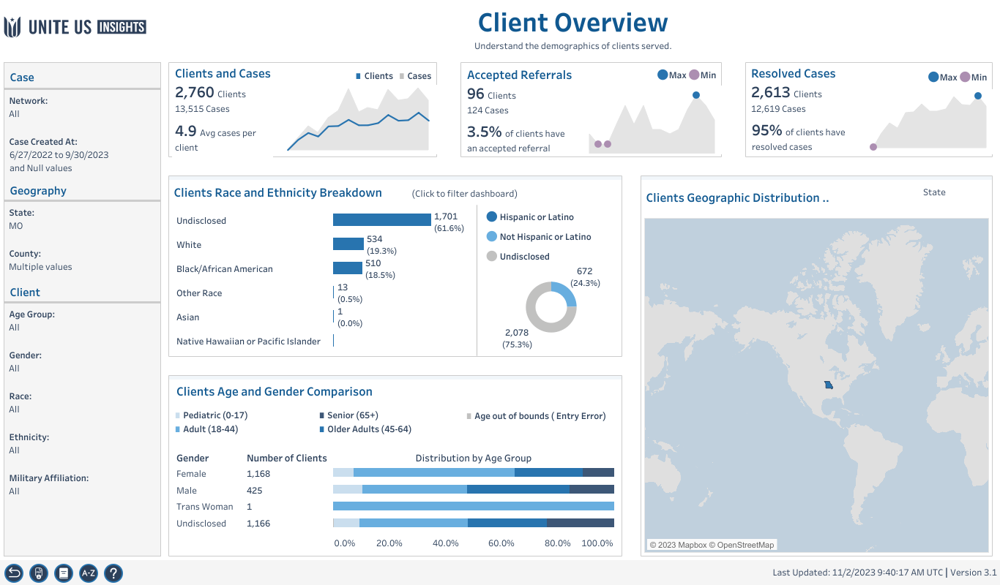 UNITE US INSIGHTS
Client Overview
Understand the demographics of clients served.
Case
Network:
All
Case Created At:
6/27/2022 to 9/30/2023
and Null values
Geography
State:
MO
County:
Multiple values
Client
Age Group:
All
Gender:
All
Race:
All
Ethnicity:
All
Military Affiliation:
All
Clients and Cases
Clients Cases
2,760 Clients
13,515 Cases
4.9 Avg cases per
client
Accepted Referrals
Max Min
96 Clients
124 Cases
3.5% of clients have
an accepted referral
Resolved Cases
Max Min
2,613 Clients
12,619 Cases
95% of clients have
resolved cases
Clients Race and Ethnicity Breakdown (Click to filter dashboard)
Undisclosed 1,701
(61.6%)
White 534
(19.3%)
Black/African American 510
(18.5%)
Other Race 13
(0.5%)
Asian 1
(0.0%)
Native Hawaiian or Pacific Islander
Hispanic or Latino
Not Hispanic or Latino
Undisclosed
672
(24.3%)
2,078
(75.3%)
Clients Geographic Distribution ..
State
© 2023 Mapbox © OpenStreetMap
Clients Age and Gender Comparison
Pediatric (0-17) Senior (65+) Age out of bounds ( Entry Error)
Adult (18-44) Older Adults (45-64)
Gender Number of Clients Distribution by Age Group
Female 1,168
Male 425
Trans Woman 1
Undisclosed 1,166
0.0% 20.0% 40.0% 60.0% 80.0% 100.0%
A-Z ?
Last Updated: 11/2/2023 9:40:17 AM UTC | Version 3.1